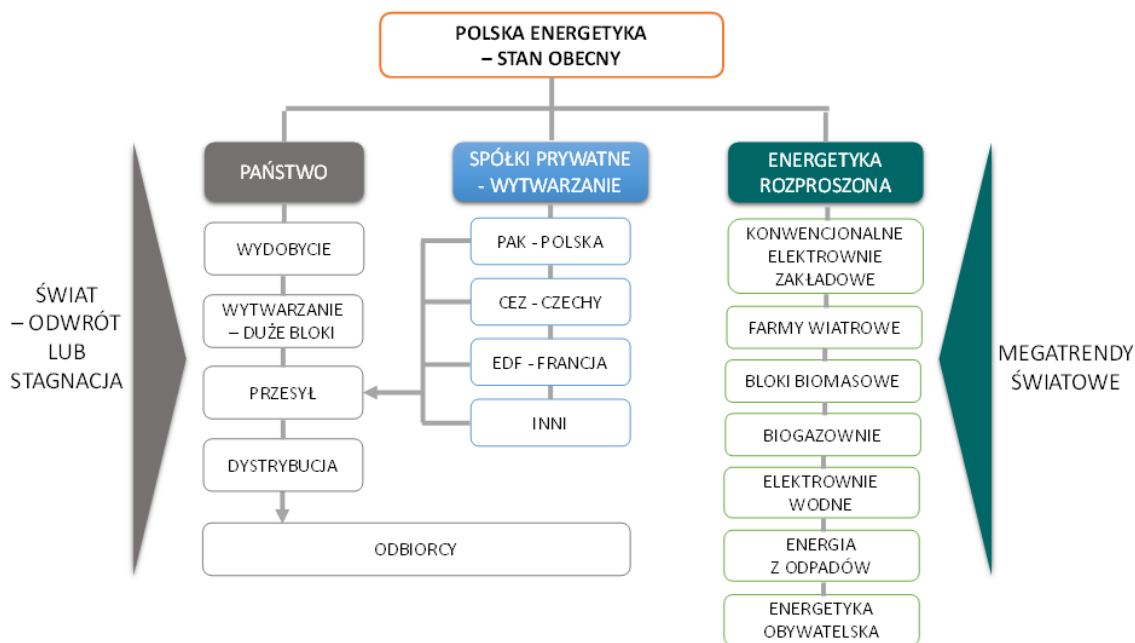 POLSKA ENERGETYKA
– STAN OBECNY
PAŃSTWO
SPÓŁKI PRYWATNE
- WYTWARZANIE
ENERGETYKA
ROZPROSZONA
WYDOBYCIE
WYTWARZANIE
– DUŻE BLOKI
PRZESYŁ
DYSTRYBUCJA
ODBIORCY
PAK - POLSKA
CEZ - CZECHY
EDF - FRANCJA
INNI
KONWENCJONALNE
ELEKTROWNIE
ZAKŁADOWE
FARMY WIATROWE
BLOKI BIOMASOWE
BIOGAZOWNIE
ELEKTROWNIE
WODNE
ENERGIA
Z ODPADÓW
ENERGETYKA
OBYWATELSKA
ŚWIAT
– ODWRÓT
LUB
STAGNACJA
MEGATRENDY
ŚWIATOWE